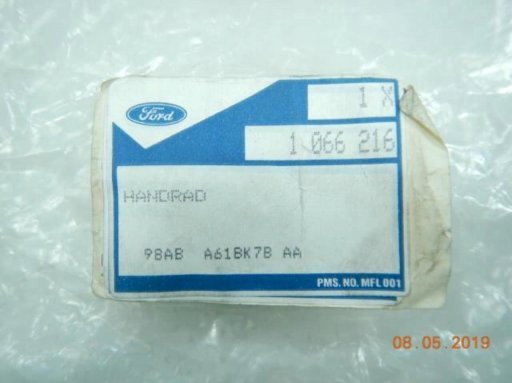 Ford
1 X
1 066 216
HANDRAD
98AB A61BK7B AA
PMS. NO. MFL 001
08.05.2019